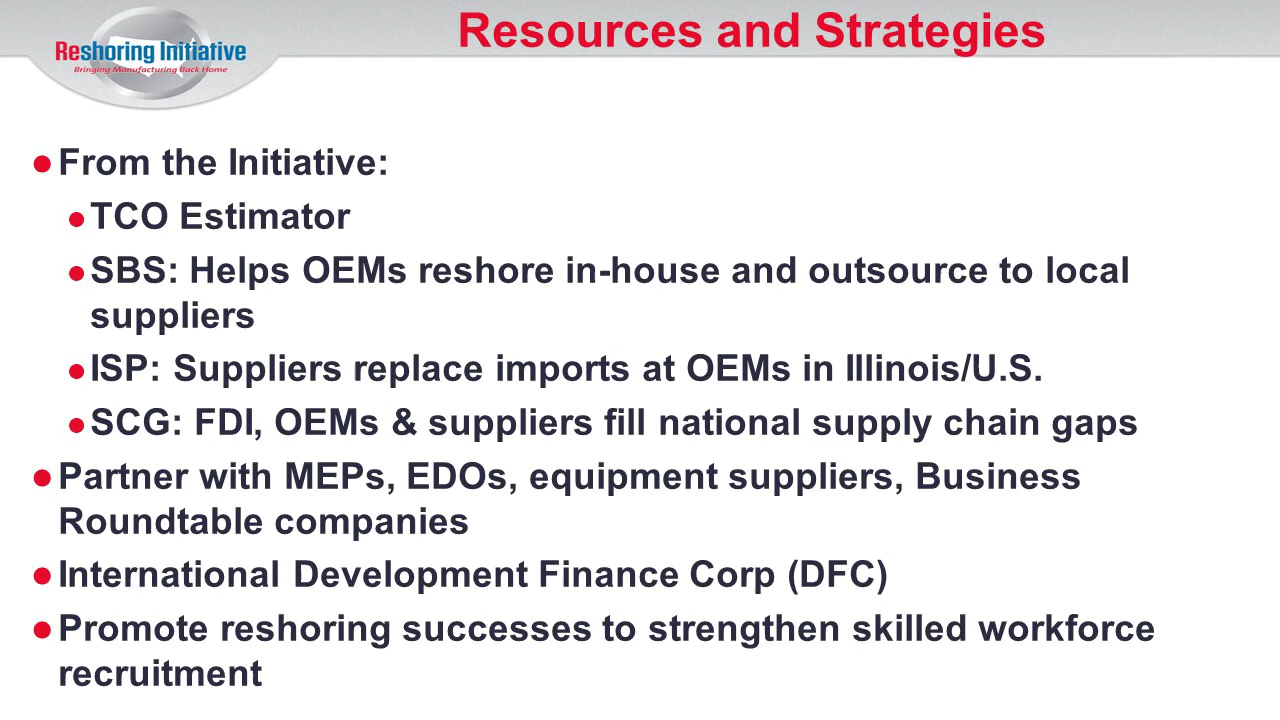 Resources and Strategies
Reshoring Initiative
Bringing Manufacturing Back Home
● From the Initiative:
● TCO Estimator
● SBS: Helps OEMs reshore in-house and outsource to local
suppliers
● ISP: Suppliers replace imports at OEMs in Illinois/U.S.
● SCG: FDI, OEMs & suppliers fill national supply chain gaps
● Partner with MEPs, EDOs, equipment suppliers, Business
Roundtable companies
● International Development Finance Corp (DFC)
● Promote reshoring successes to strengthen skilled workforce
recruitment